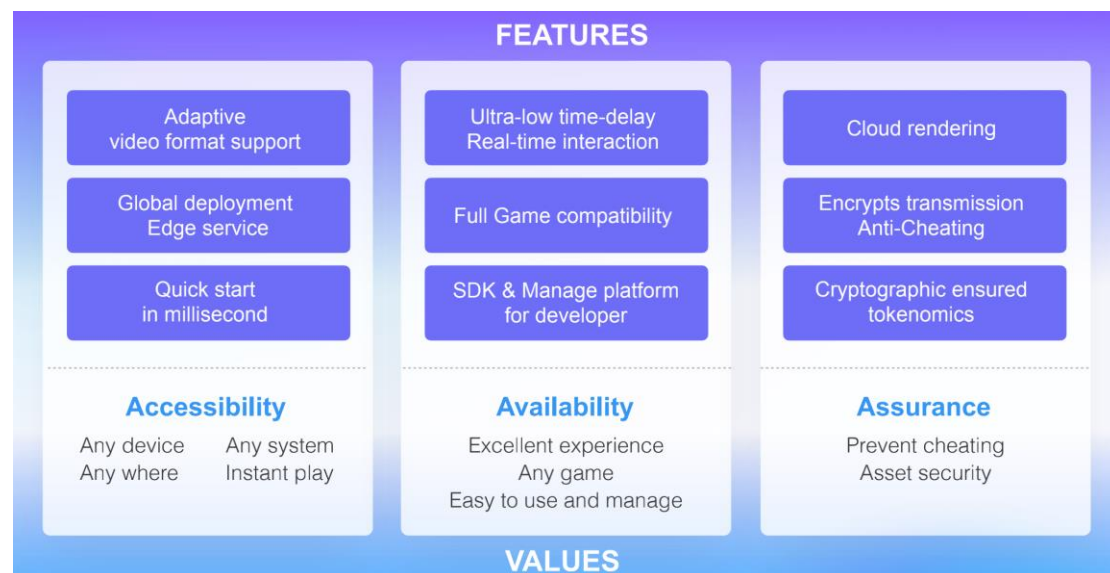 FEATURES
Adaptive
video format support
Global deployment
Edge service
Quick start
in millisecond
Accessibility
Any device Any system
Any where Instant play
Ultra-low time-delay
Real-time interaction
Full Game compatibility
SDK & Manage platform
for developer
Availability
Excellent experience
Any game
Easy to use and manage
Cloud rendering
Encrypts transmission
Anti-Cheating
Cryptographic ensured
tokenomics
Assurance
Prevent cheating
Asset security
VALUES